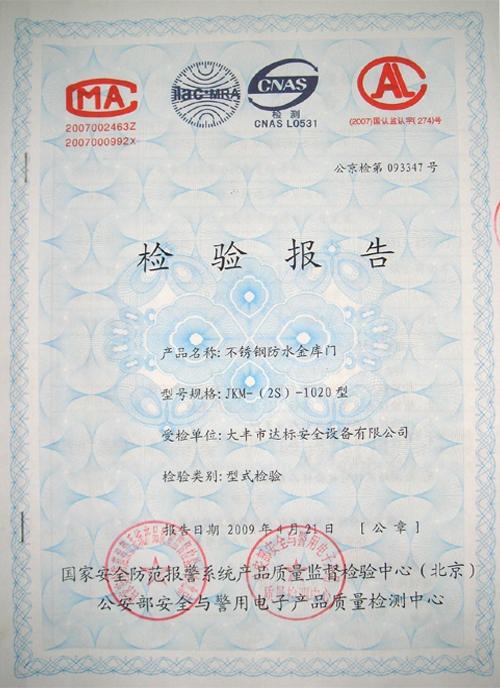 MA
ilac-MRA
CNAS
AL
检测
CNAS L0531
2007002463Z
2007000992X
(2007)国认监认字(274)号
公京检第 093347 号
检验报告
产品名称:不锈钢防水金库门
型号规格:JKM-(2S)-1020 型
受检单位:大丰市达标安全设备有限公司
检验类别:型式检验
报告日期 2009 年 4 月 21 日 [公章]
国家安全防范报警系统产品质量监督检验中心(北京)
公安部安全与警用电子产品质量检测中心